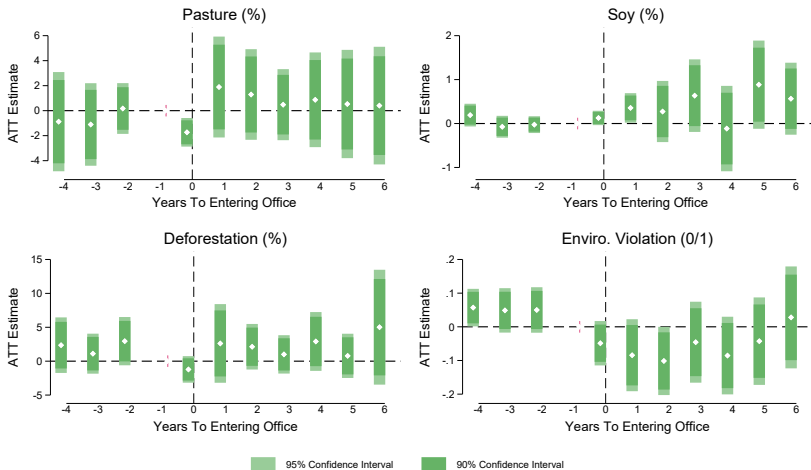 Pasture (%)
ATT Estimate
6
4
2
0
-2
-4
-4 -3 -2 -1 0 1 2 3 4 5 6
Years To Entering Office
Soy (%)
ATT Estimate
2
1
0
-1
-4 -3 -2 -1 0 1 2 3 4 5 6
Years To Entering Office
Deforestation (%)
ATT Estimate
15
10
5
0
-5
-4 -3 -2 -1 0 1 2 3 4 5 6
Years To Entering Office
Enviro. Violation (0/1)
ATT Estimate
.2
.1
0
-.1
-.2
-4 -3 -2 -1 0 1 2 3 4 5 6
Years To Entering Office
95% Confidence Interval 90% Confidence Interval